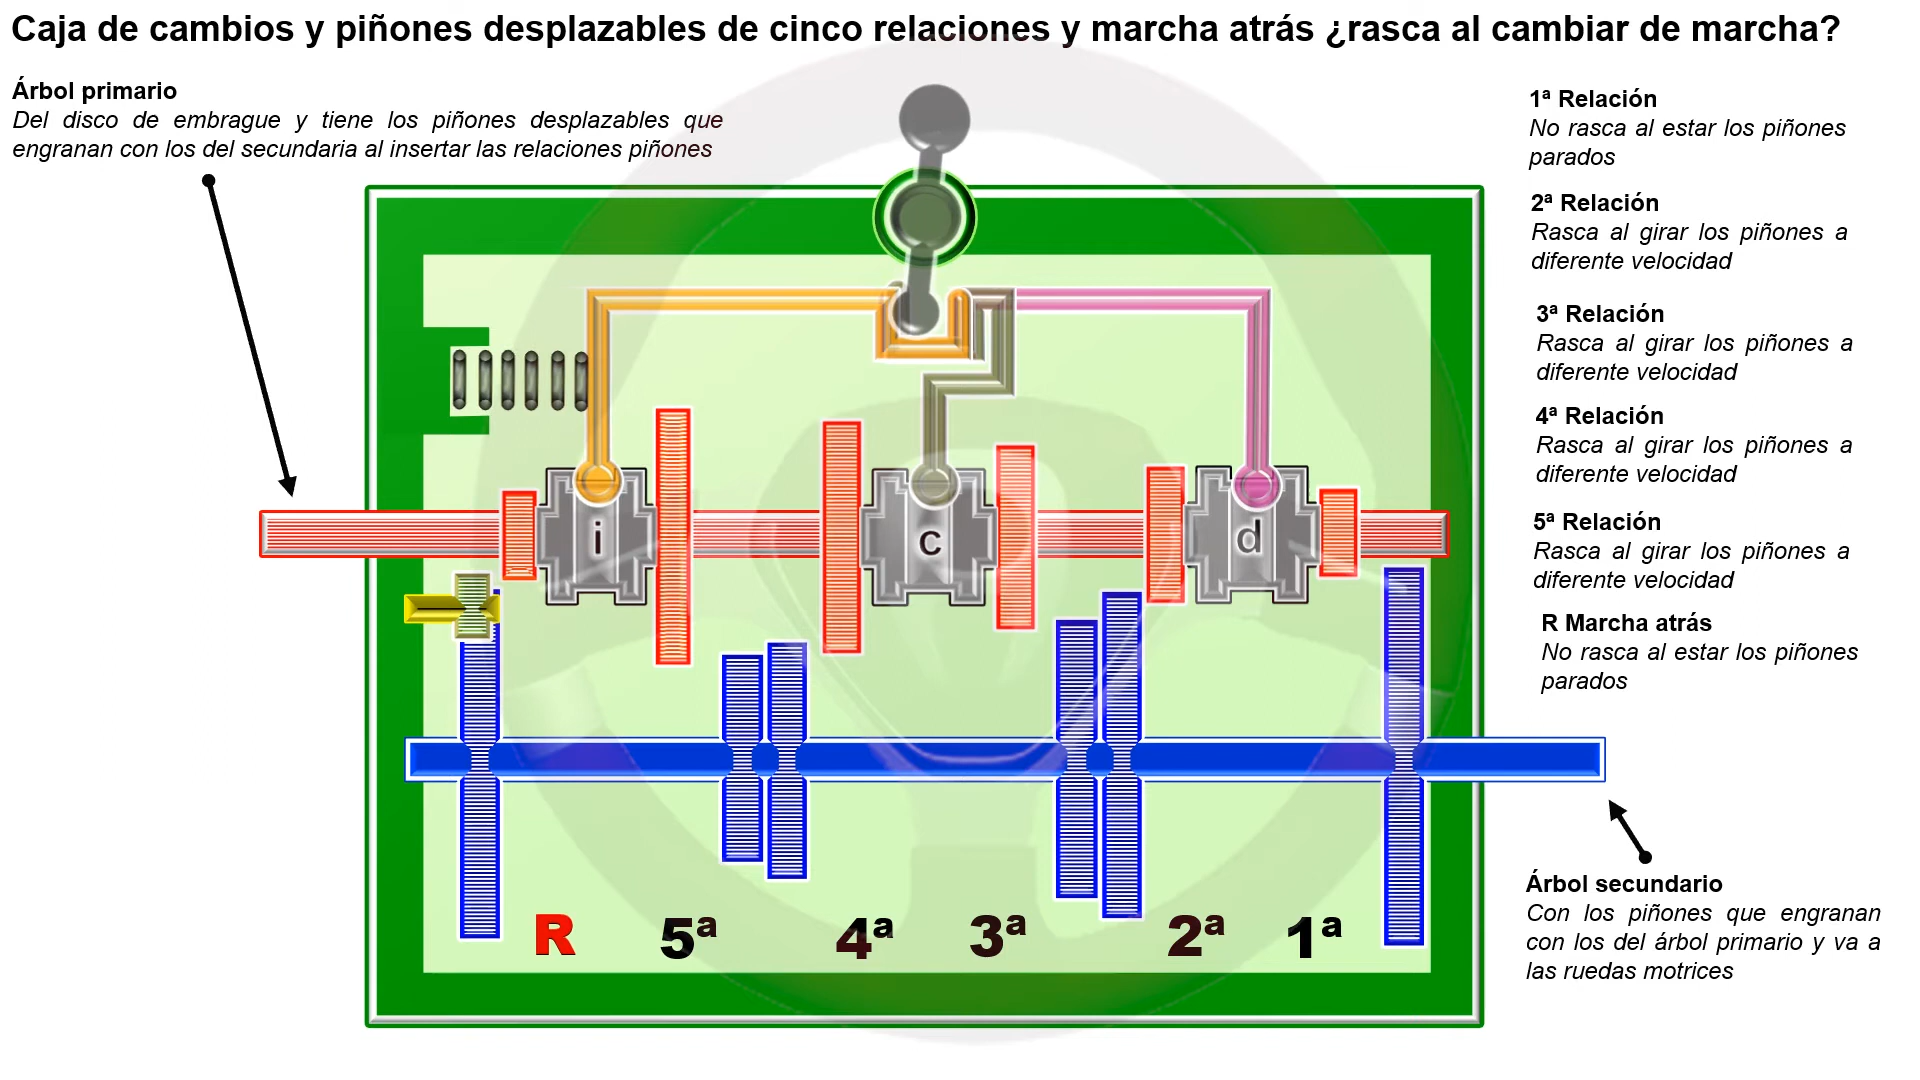 Caja de cambios y piñones desplazables de cinco relaciones y marcha atrás ¿rasca al cambiar de marcha?
Árbol primario
Del disco de embrague y tiene los piñones desplazables que
engranan con los del secundaria al insertar las relaciones piñones
1ª Relación
No rasca al estar los piñones
parados
2ª Relación
Rasca al girar los piñones a
diferente velocidad
3ª Relación
Rasca al girar los piñones a
diferente velocidad
4ª Relación
Rasca al girar los piñones a
diferente velocidad
5ª Relación
Rasca al girar los piñones a
diferente velocidad
R Marcha atrás
No rasca al estar los piñones
parados
i c d
R 5ª 4ª 3ª 2ª 1ª
Árbol secundario
Con los piñones que engranan
con los del árbol primario y va a
las ruedas motrices